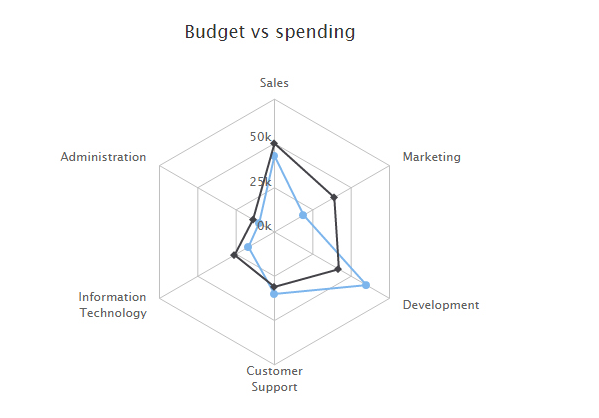 Budget vs spending
Sales
50k
Administration
Marketing
25k
0k
Information
Technology
Development
Customer
Support